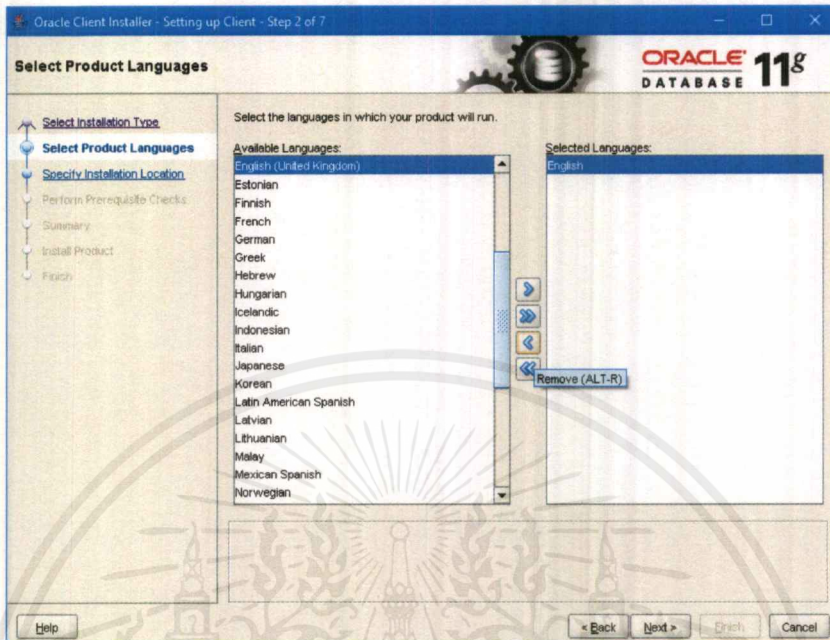 Oracle Client Installer - Setting up Client - Step 2 of 7
Select Product Languages
ORACLE
DATABASE
11g
Select Installation Type
Select Product Languages
Specify Installation Location
Perform Prerequisite Checks
Summary
Install Product
Finish
Select the languages in which your product will run.
Available Languages:
English (United Kingdom)
Estonian
Finnish
French
German
Greek
Hebrew
Hungarian
Icelandic
Indonesian
Italian
Japanese
Korean
Latin American Spanish
Latvian
Lithuanian
Malay
Mexican Spanish
Norwegian
Selected Languages:
English
Remove (ALT-R)
Help
< Back
Next >
Finish
Cancel